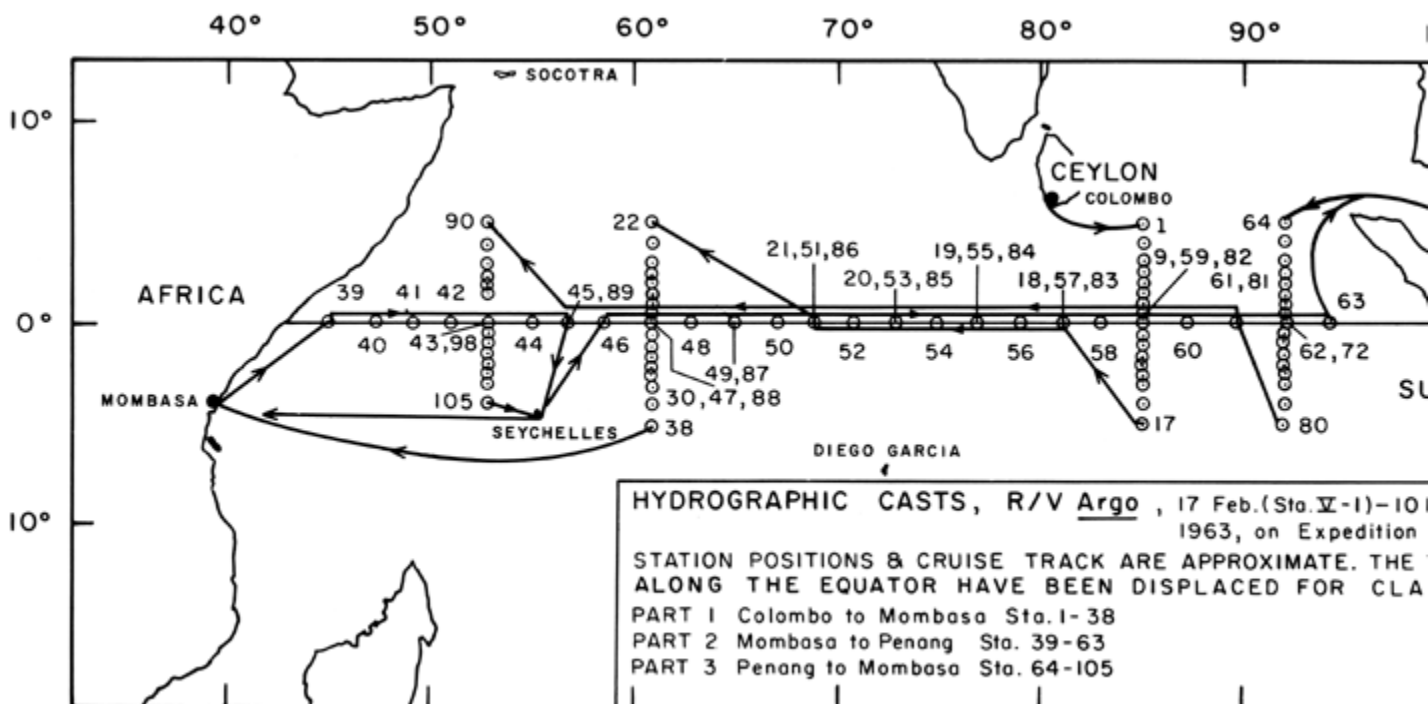 40° 50° 60° 70° 80° 90°
SOCOTRA
10°
CEYLON
COLOMBO
90 22 1 64
21,51,86 19,55,84 9,59,82
20,53,85 18,57,83 61,81
AFRICA 39 41 42 45,89 63
0°
40 43,98 44 46 48 50 52 54 56 58 60 62,72
49,87
MOMBASA 105 30,47,88
SEYCHELLES 38 17 80
SU
DIEGO GARCIA
10°
HYDROGRAPHIC CASTS, R/V Argo , 17 Feb.(Sta.V-1)-10
1963, on Expedition
STATION POSITIONS & CRUISE TRACK ARE APPROXIMATE. THE
ALONG THE EQUATOR HAVE BEEN DISPLACED FOR CLA
PART 1 Colombo to Mombasa Sta. 1-38
PART 2 Mombasa to Penang Sta. 39-63
PART 3 Penang to Mombasa Sta. 64-105